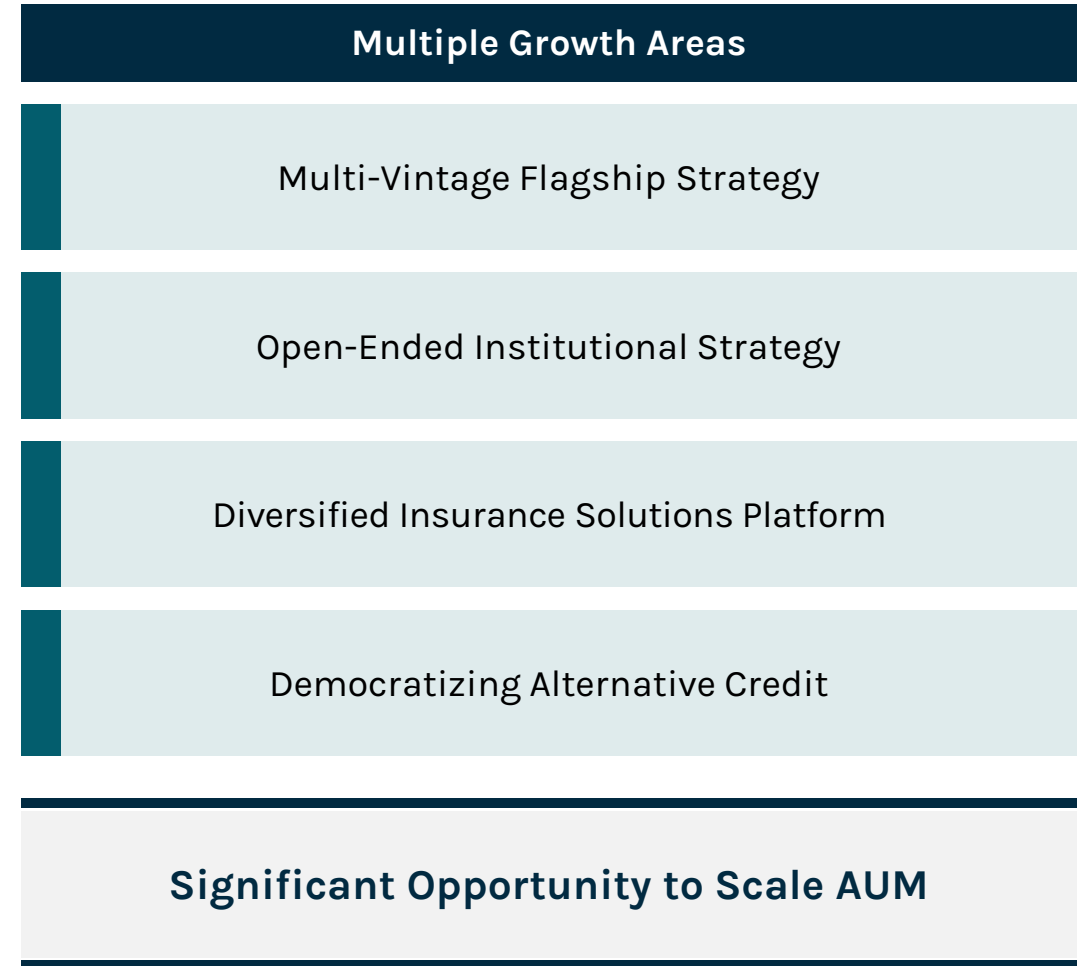 Multiple Growth Areas
Multi-Vintage Flagship Strategy
Open-Ended Institutional Strategy
Diversified Insurance Solutions Platform
Democratizing Alternative Credit
Significant Opportunity to Scale AUM